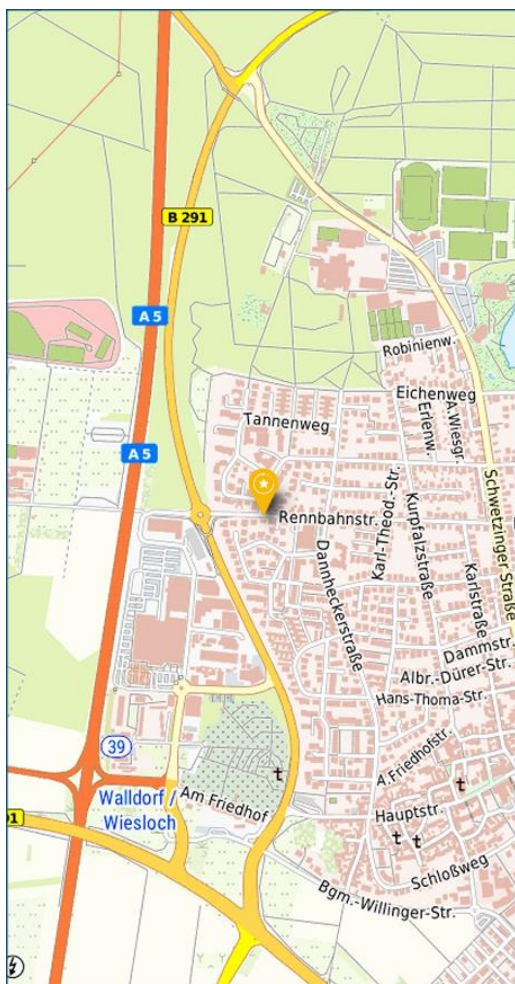 B 291
A 5
Robinienw.
Eichenweg
Erlenw.
A.Wiesgr.
Tannenweg
A 5
Schwetzinger Straße
Rennbahnstr.
Karl-Theod.-Str.
Kurpfalzstraße
Dannheckerstraße
Karlstraße
Dammstr.
Albr.-Dürer-Str.
Hans-Thoma-Str.
39
A.Friedhofstr.
Walldorf /
Wiesloch
Am Friedhof
Hauptstr.
Schloßweg
Bgm.-Willinger-Str.